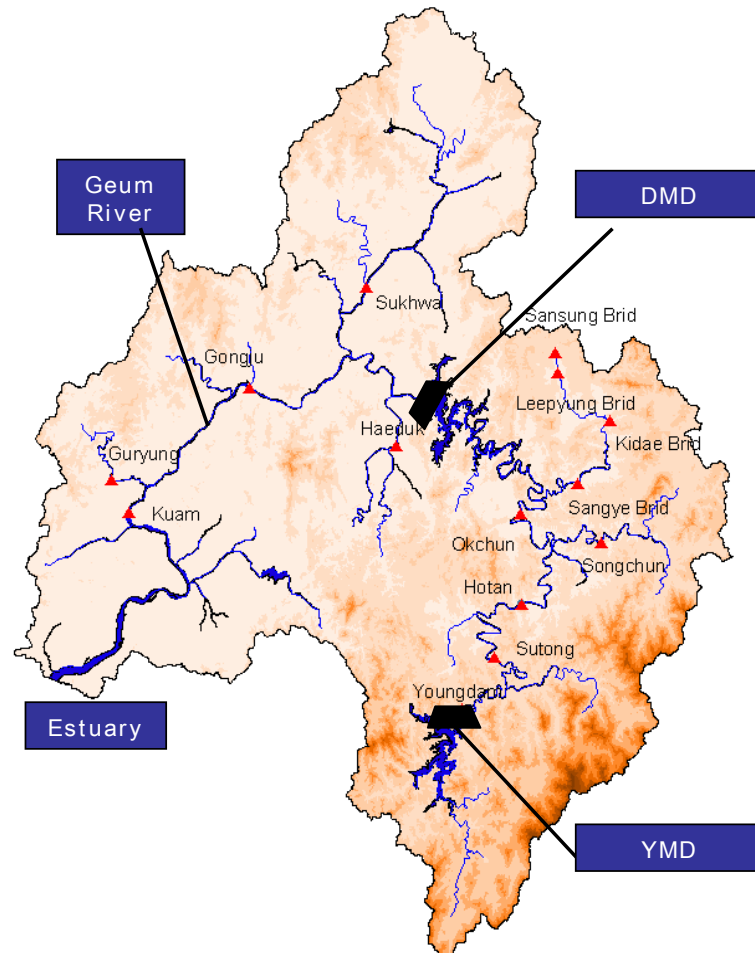 Geum
River
DMD
Sukhwa
Sansung Brid
Gongju
Leepyung Brid
Haeduk
Kidae Brid
Guryung
Kuam
Sangye Brid
Okchun
Songchun
Hotan
Sutong
Estuary
YMD